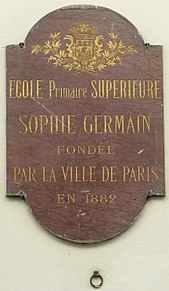 ECOLE Primaire SUPERIEURE
SOPHIE GERMAIN
FONDÉE
PAR LA VILLE DE PARIS
EN 1882